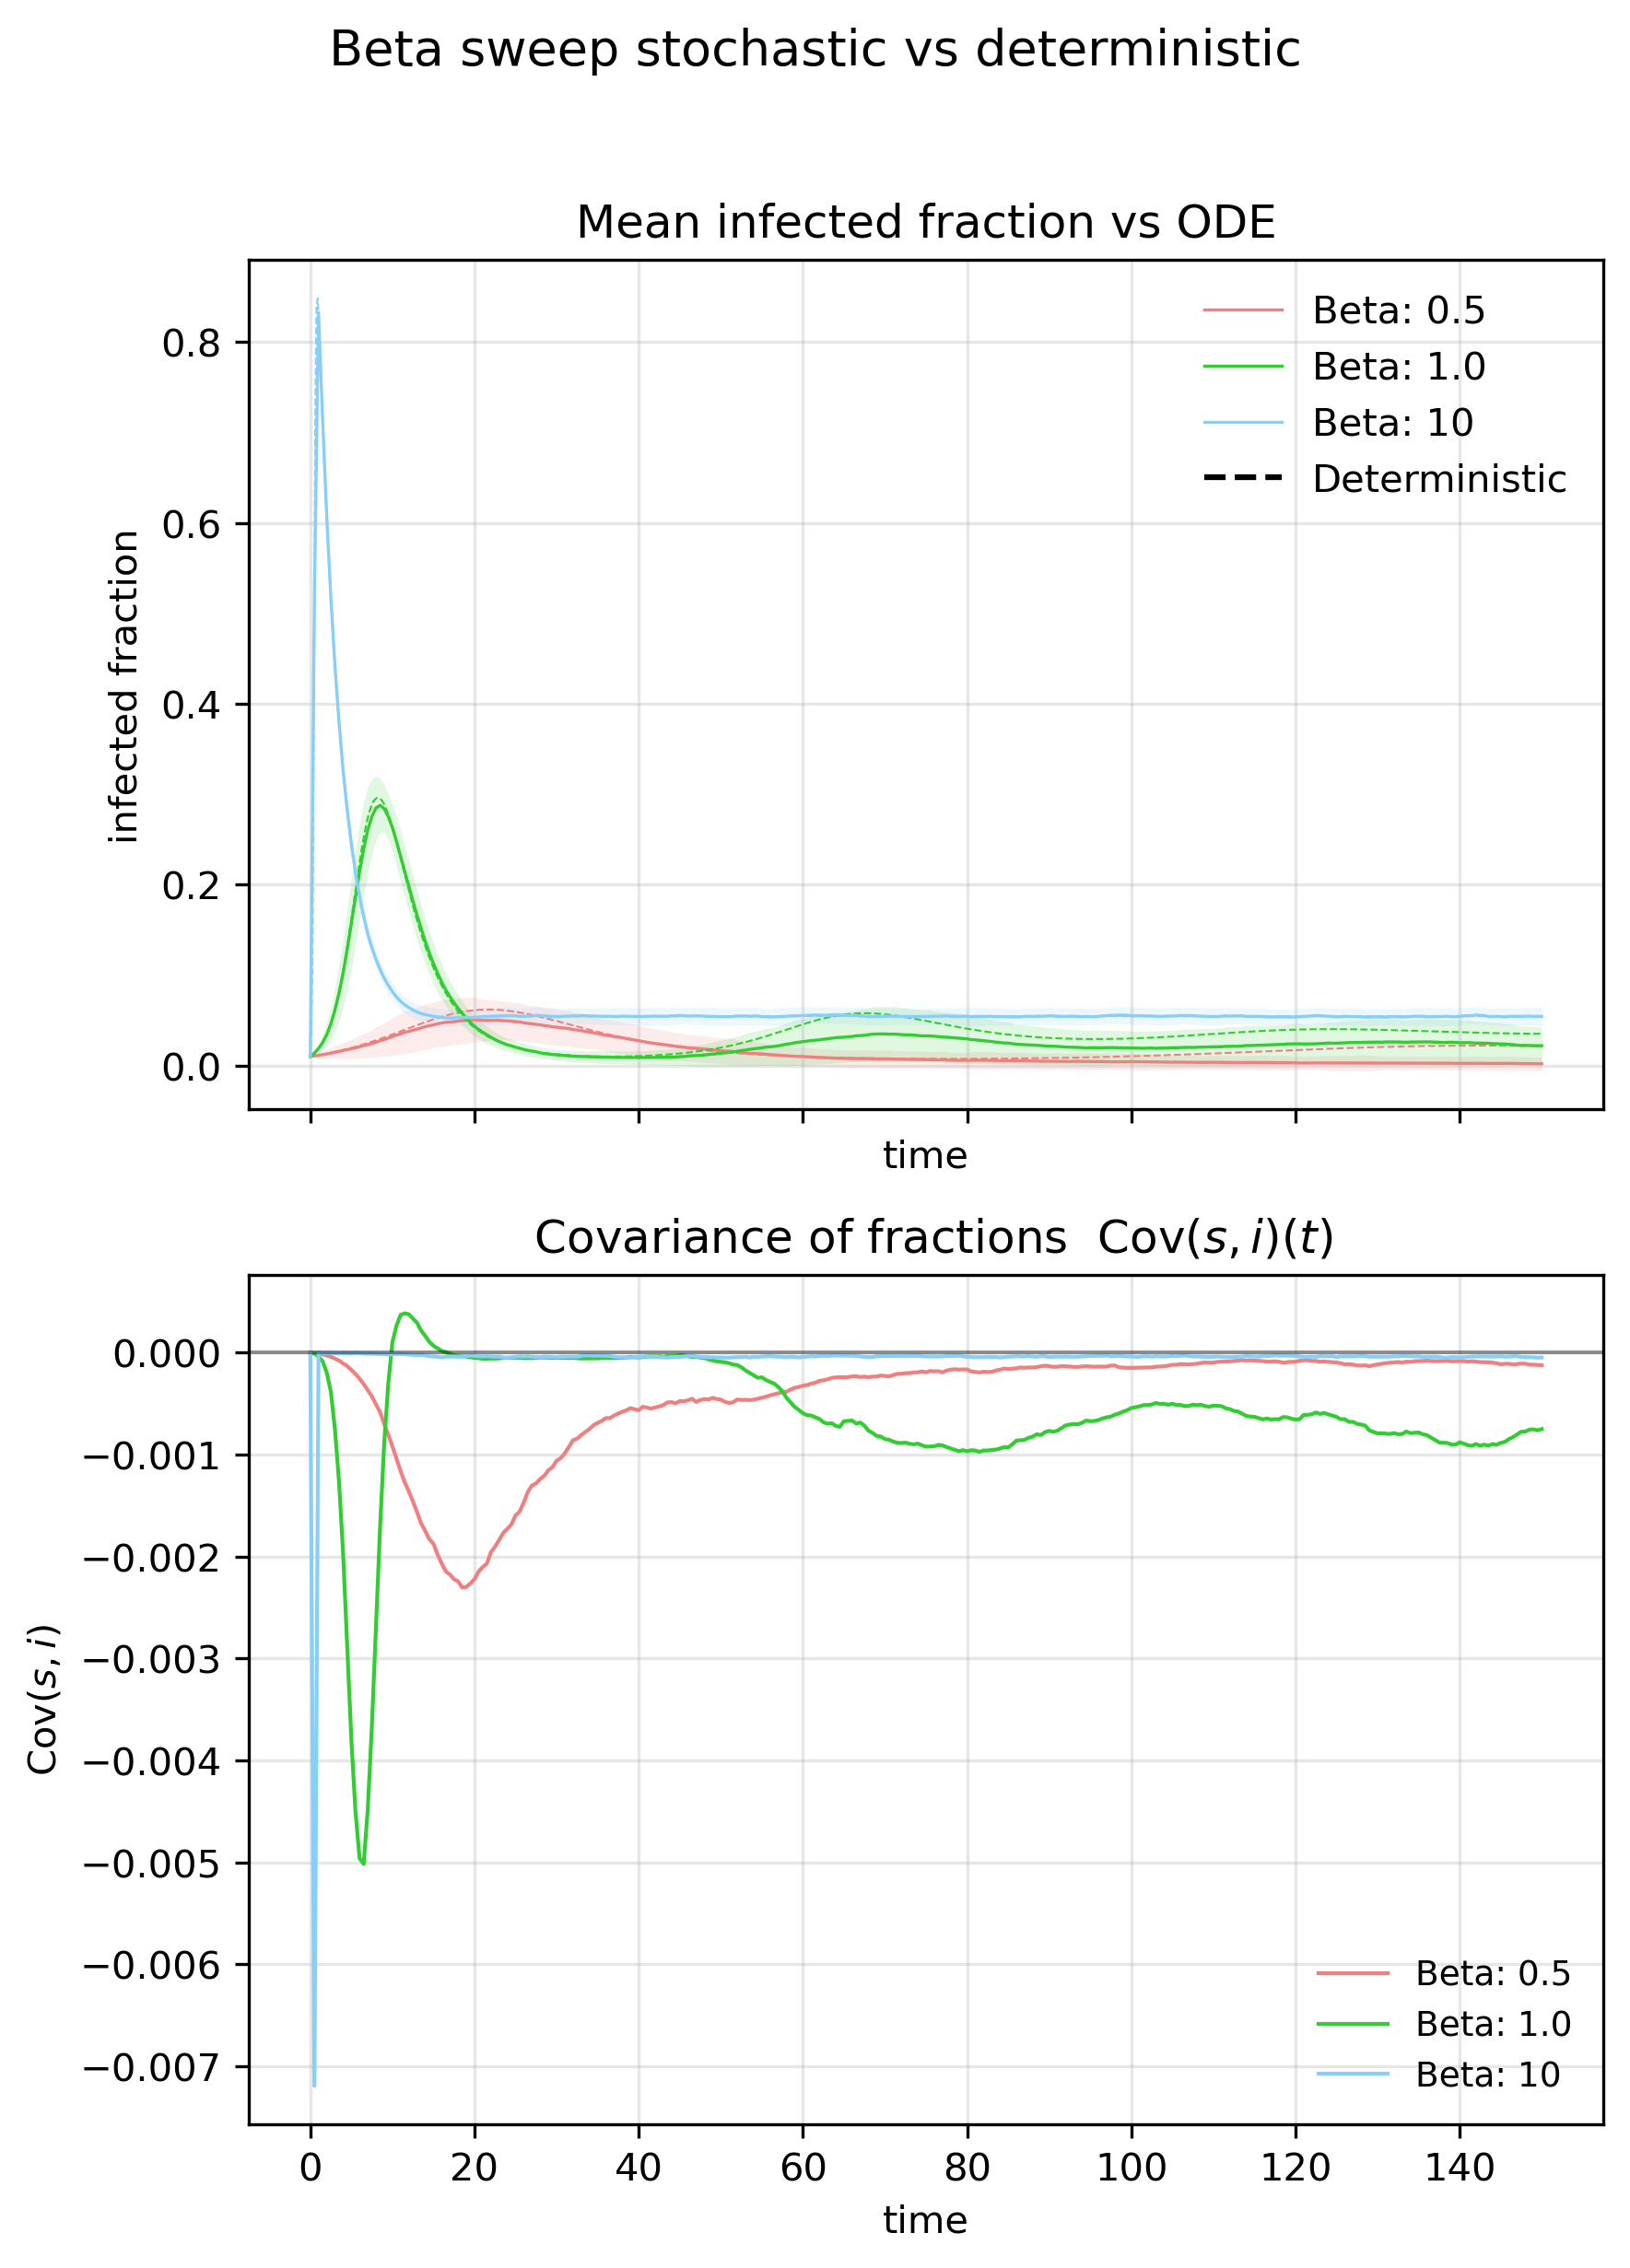 Beta sweep stochastic vs deterministic
Mean infected fraction vs ODE
Beta: 0.5
Beta: 1.0
Beta: 10
Deterministic
0.8
0.6
0.4
0.2
0.0
infected fraction
time
Covariance of fractions Cov(s, i)(t)
0.000
−0.001
−0.002
−0.003
−0.004
−0.005
−0.006
−0.007
Cov(s, i)
Beta: 0.5
Beta: 1.0
Beta: 10
0 20 40 60 80 100 120 140
time